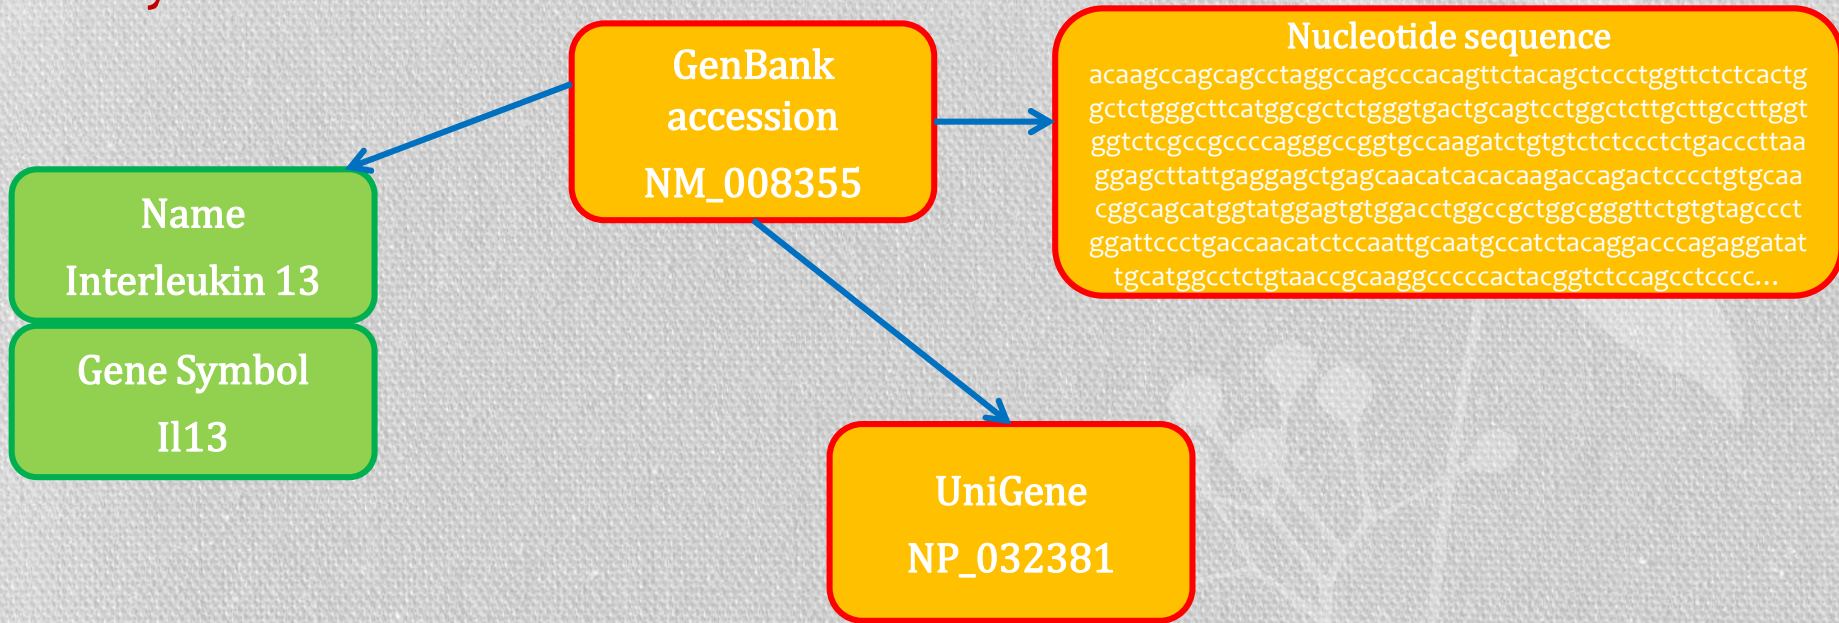 GenBank
accession
NM_008355
Nucleotide sequence
acaagccagcagcctaggccagcccacagttctacagctccctggttctctcactg
gctctgggcttcatggcgctctgggtgactgcagtcctggctcttgcttgccttggt
ggtctcgccgccccagggccggtgccaagatctgtgtctctccctctgacccttaa
ggagcttattgaggagctgagcaacatcacacaagaccagactcccctgtgcaa
cggcagcatggtatggagtgtggacctggccgctggcgggttctgtgtagccct
ggattccctgaccaacatctccaattgcaatgccatctacaggacccagaggatat
tgcatggcctctgtaaccgcaaggcccccactacggtctccagcctcccc...
Name
Interleukin 13
Gene Symbol
Il13
UniGene
NP_032381